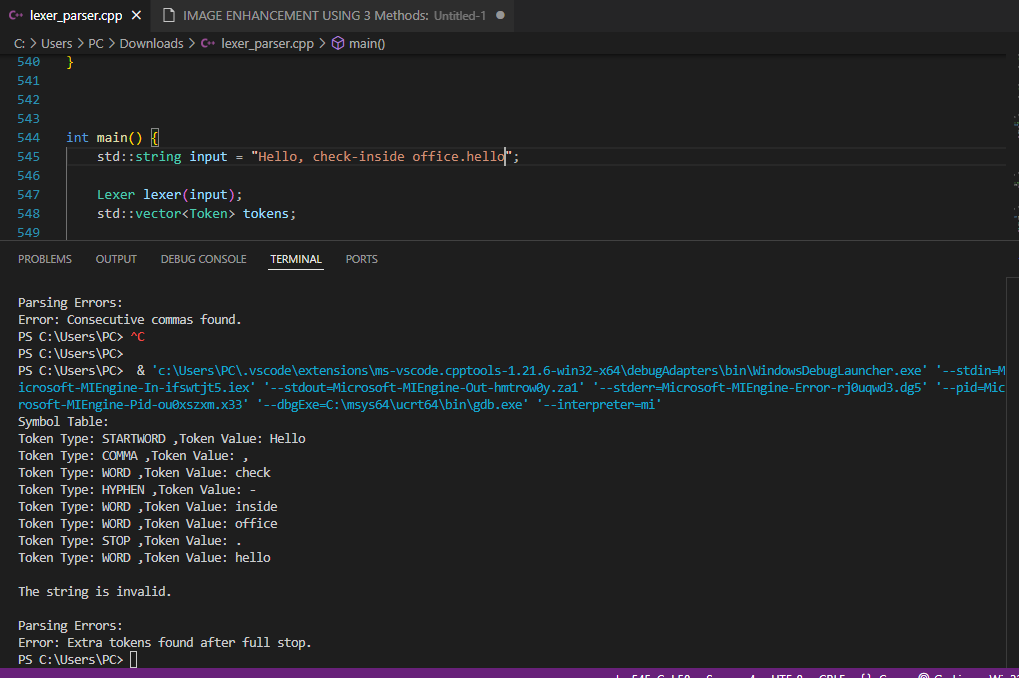 lexer_parser.cpp IMAGE ENHANCEMENT USING 3 Methods: Untitled-1
C: > Users > PC > Downloads > lexer_parser.cpp > main()
540 }
541
542
543
544 int main() {
545 std::string input = "Hello, check-inside office.hello";
546
547 Lexer lexer(input);
548 std::vector<Token> tokens;
549
PROBLEMS OUTPUT DEBUG CONSOLE TERMINAL PORTS
Parsing Errors:
Error: Consecutive commas found.
PS C:\Users\PC> ^C
PS C:\Users\PC>
PS C:\Users\PC> & 'c:\Users\PC\.vscode\extensions\ms-vscode.cpptools-1.21.6-win32-x64\debugAdapters\bin\WindowsDebugLauncher.exe' '--stdin=M
icrosoft-MIEngine-In-ifswtjt5.iex' '--stdout=Microsoft-MIEngine-Out-hmtrow0y.za1' '--stderr=Microsoft-MIEngine-Error-rj0uqwd3.dg5' '--pid=Mic
rosoft-MIEngine-Pid-ou0xszxm.x33' '--dbgExe=C:\msys64\ucrt64\bin\gdb.exe' '--interpreter=mi'
Symbol Table:
Token Type: STARTWORD ,Token Value: Hello
Token Type: COMMA ,Token Value: ,
Token Type: WORD ,Token Value: check
Token Type: HYPHEN ,Token Value: -
Token Type: WORD ,Token Value: inside
Token Type: WORD ,Token Value: office
Token Type: STOP ,Token Value: .
Token Type: WORD ,Token Value: hello
The string is invalid.
Parsing Errors:
Error: Extra tokens found after full stop.
PS C:\Users\PC>